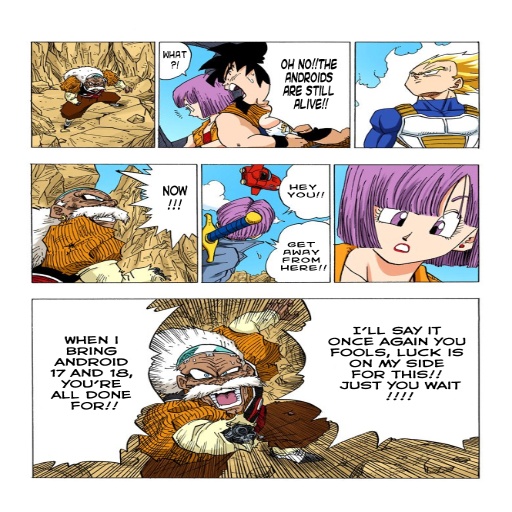 WHAT
?!
OH NO!!THE
ANDROIDS
ARE STILL
ALIVE!!
NOW
!!!
HEY
YOU!!
GET
AWAY
FROM
HERE!!
WHEN I
BRING
ANDROID
17 AND 18,
YOU'RE
ALL DONE
FOR!!
I'LL SAY IT
ONCE AGAIN YOU
FOOLS, LUCK IS
ON MY SIDE
FOR THIS!!
JUST YOU WAIT
!!!!